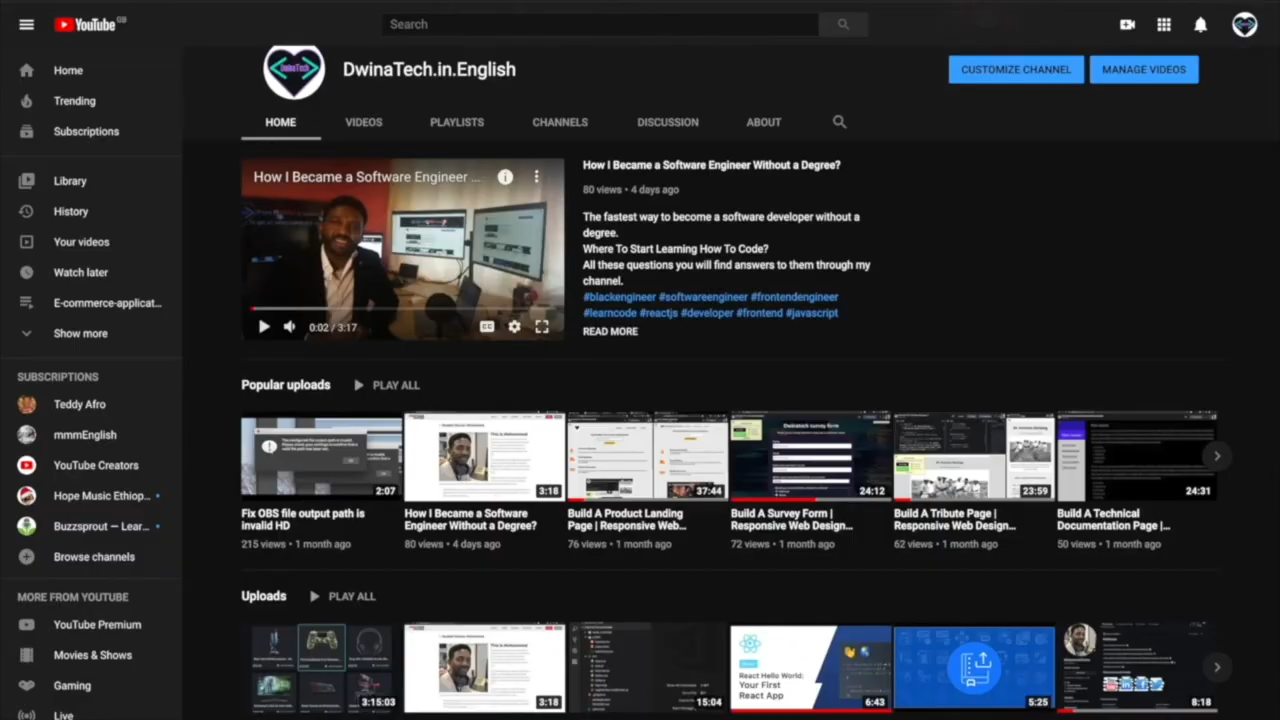 YouTube GB
Search
DwinaTech
DwinaTech.in.English
CUSTOMIZE CHANNEL
MANAGE VIDEOS
HOME
VIDEOS
PLAYLISTS
CHANNELS
DISCUSSION
ABOUT
Home
Trending
Subscriptions
Library
History
Your videos
Watch later
E-commerce-applicat...
Show more
SUBSCRIPTIONS
Teddy Afro
mmmEnglish
YouTube Creators
HopeMusic Ethiop...
Buzzsprout — Lear...
Browse channels
MORE FROM YOUTUBE
YouTube Premium
Movies & Shows
Gaming
Live
How I Became a Software Engineer ...
0:02 / 3:17
CC
How I Became a Software Engineer Without a Degree?
80 views • 4 days ago
The fastest way to become a software developer without a
degree.
Where To Start Learning How To Code?
All these questions you will find answers to them through my
channel.
#blackengineer #softwareengineer #frontendengineer
#learncode #reactjs #developer #frontend #javascript
READ MORE
Popular uploads
PLAY ALL
2:07
Fix OBS file output path is
invalid HD
215 views • 1 month ago
3:18
How I Became a Software
Engineer Without a Degree?
80 views • 4 days ago
37:44
Build A Product Landing
Page | Responsive Web...
76 views • 1 month ago
24:12
Build A Survey Form |
Responsive Web Design...
72 views • 1 month ago
23:59
Build A Tribute Page |
Responsive Web Design...
62 views • 1 month ago
24:31
Build A Technical
Documentation Page |...
50 views • 1 month ago
Uploads
PLAY ALL
3:15:03
3:18
15:04
React Hello World:
Your First
React App
6:43
5:25
8:18